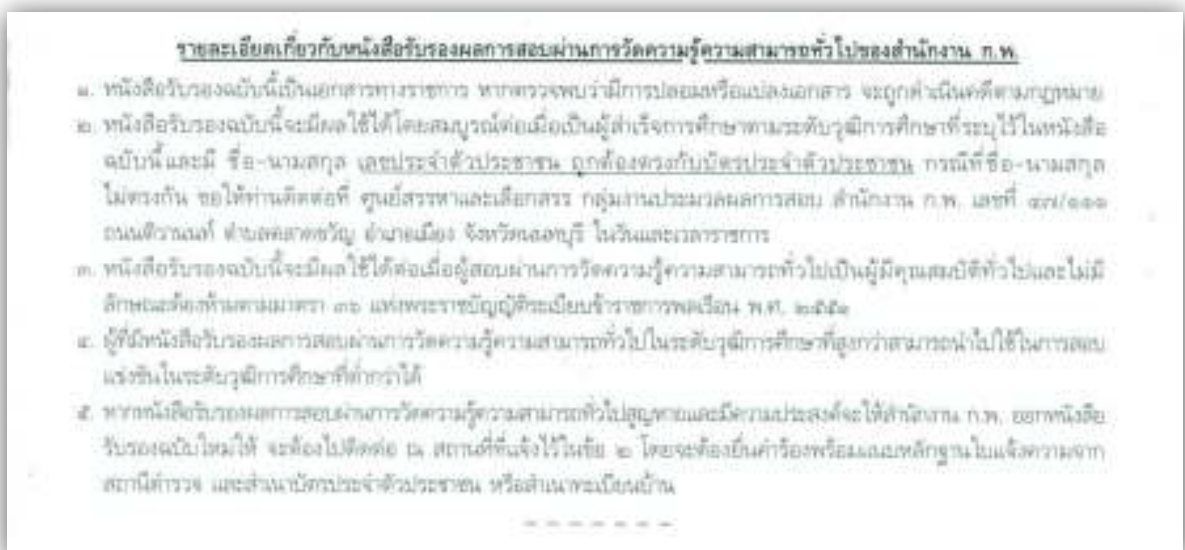 รายละเอียดเกี่ยวกับหนังสือรับรองผลการสอบผ่านการวัดความรู้ความสามารถทั่วไปของสำนักงาน ก.พ.
๑. หนังสือรับรองฉบับนี้เป็นเอกสารทางราชการ หากตรวจพบว่ามีการปลอมหรือแปลงเอกสาร จะถูกดำเนินคดีตามกฎหมาย
๒. หนังสือรับรองฉบับนี้จะมีผลใช้ได้โดยสมบูรณ์ต่อเมื่อเป็นผู้สำเร็จการศึกษาตามระดับวุฒิการศึกษาที่ระบุไว้ในหนังสือ
ฉบับนี้และมี ชื่อ-นามสกุล เลขประจำตัวประชาชน ถูกต้องตรงกับบัตรประจำตัวประชาชน กรณีที่ชื่อ-นามสกุล
ไม่ตรงกัน ขอให้ท่านติดต่อที่ ศูนย์สรรหาและเลือกสรร กลุ่มงานประมวลผลการสอบ สำนักงาน ก.พ. เลขที่ ๔๗/๑๑๑
ถนนติวานนท์ ตำบลตลาดขวัญ อำเภอเมือง จังหวัดนนทบุรี ในวันและเวลาราชการ
๓. หนังสือรับรองฉบับนี้จะมีผลใช้ได้ต่อเมื่อผู้สอบผ่านการวัดความรู้ความสามารถทั่วไปเป็นผู้มีคุณสมบัติทั่วไปและไม่มี
ลักษณะต้องห้ามตามมาตรา ๓๖ แห่งพระราชบัญญัติระเบียบข้าราชการพลเรือน พ.ศ. ๒๕๕๑
๔. ผู้ที่มีหนังสือรับรองผลการสอบผ่านการวัดความรู้ความสามารถทั่วไปในระดับวุฒิการศึกษาที่สูงกว่าสามารถนำไปใช้ในการสอบ
แข่งขันในระดับวุฒิการศึกษาที่ต่ำกว่าได้
๕. หากหนังสือรับรองผลการสอบผ่านการวัดความรู้ความสามารถทั่วไปสูญหายและมีความประสงค์จะให้สำนักงาน ก.พ. ออกหนังสือ
รับรองฉบับใหม่ให้ จะต้องไปติดต่อ ณ สถานที่ที่แจ้งไว้ในข้อ ๒ โดยจะต้องยื่นคำร้องพร้อมแนบหลักฐานใบแจ้งความจาก
สถานีตำรวจ และสำเนาบัตรประจำตัวประชาชน หรือสำเนาทะเบียนบ้าน
- - - - - - -